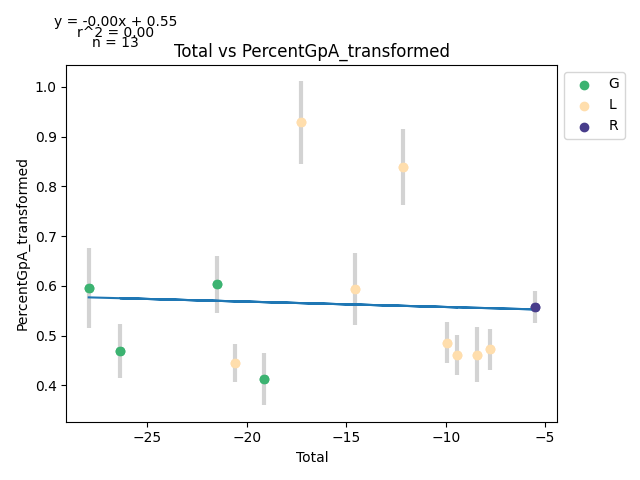 y = -0.00x + 0.55
r^2 = 0.00
n = 13
Total vs PercentGpA_transformed
1.0
0.9
0.8
0.7
0.6
0.5
0.4
PercentGpA_transformed
−25
−20
−15
−10
−5
Total
G
L
R